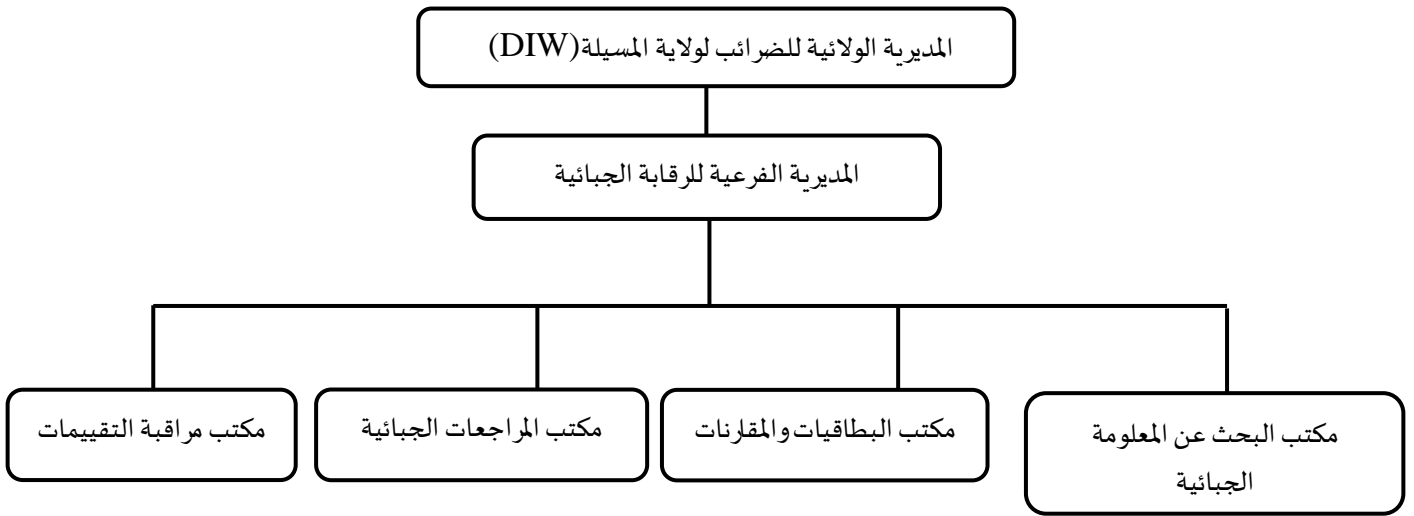 المديرية الولائية للضرائب لولاية المسيلة(DIW)
المديرية الفرعية للرقابة الجبائية
مكتب البحث عن المعلومة
الجبائية
مكتب البطاقيات والمقارنات
مكتب المراجعات الجبائية
مكتب مراقبة التقييمات